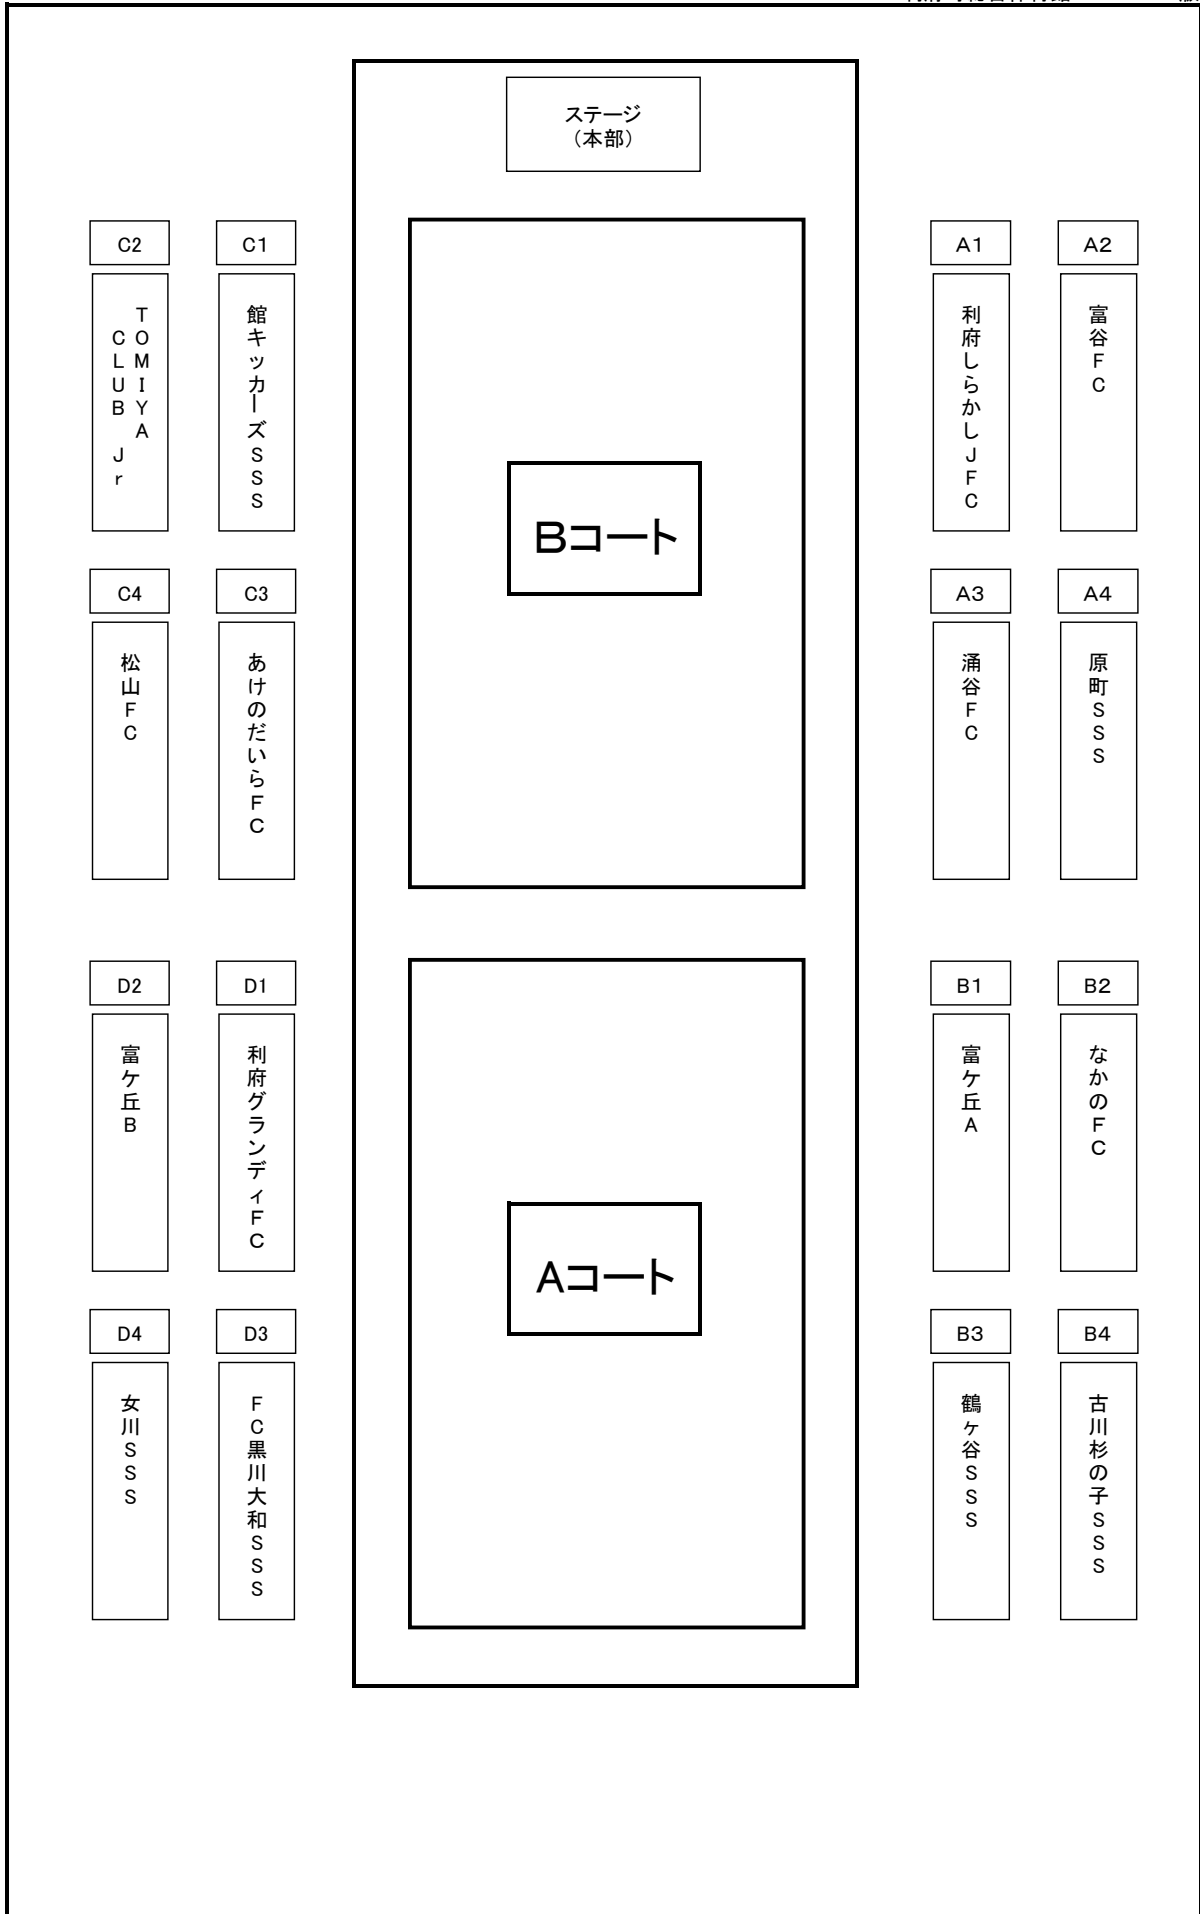 ステージ
（本部）
C2
C1
A1
A2
TOMIYA
CLUB Jr
館キッカーズSSS
利府しらかしJFC
富谷FC
Bコート
C4
C3
A3
A4
松山FC
あけのだいらFC
涌谷FC
原町SSS
D2
D1
B1
B2
富ケ丘B
利府グランディFC
富ケ丘A
なかのFC
Aコート
D4
D3
B3
B4
女川SSS
FC黒川大和SSS
鶴ヶ谷SSS
古川杉の子SSS